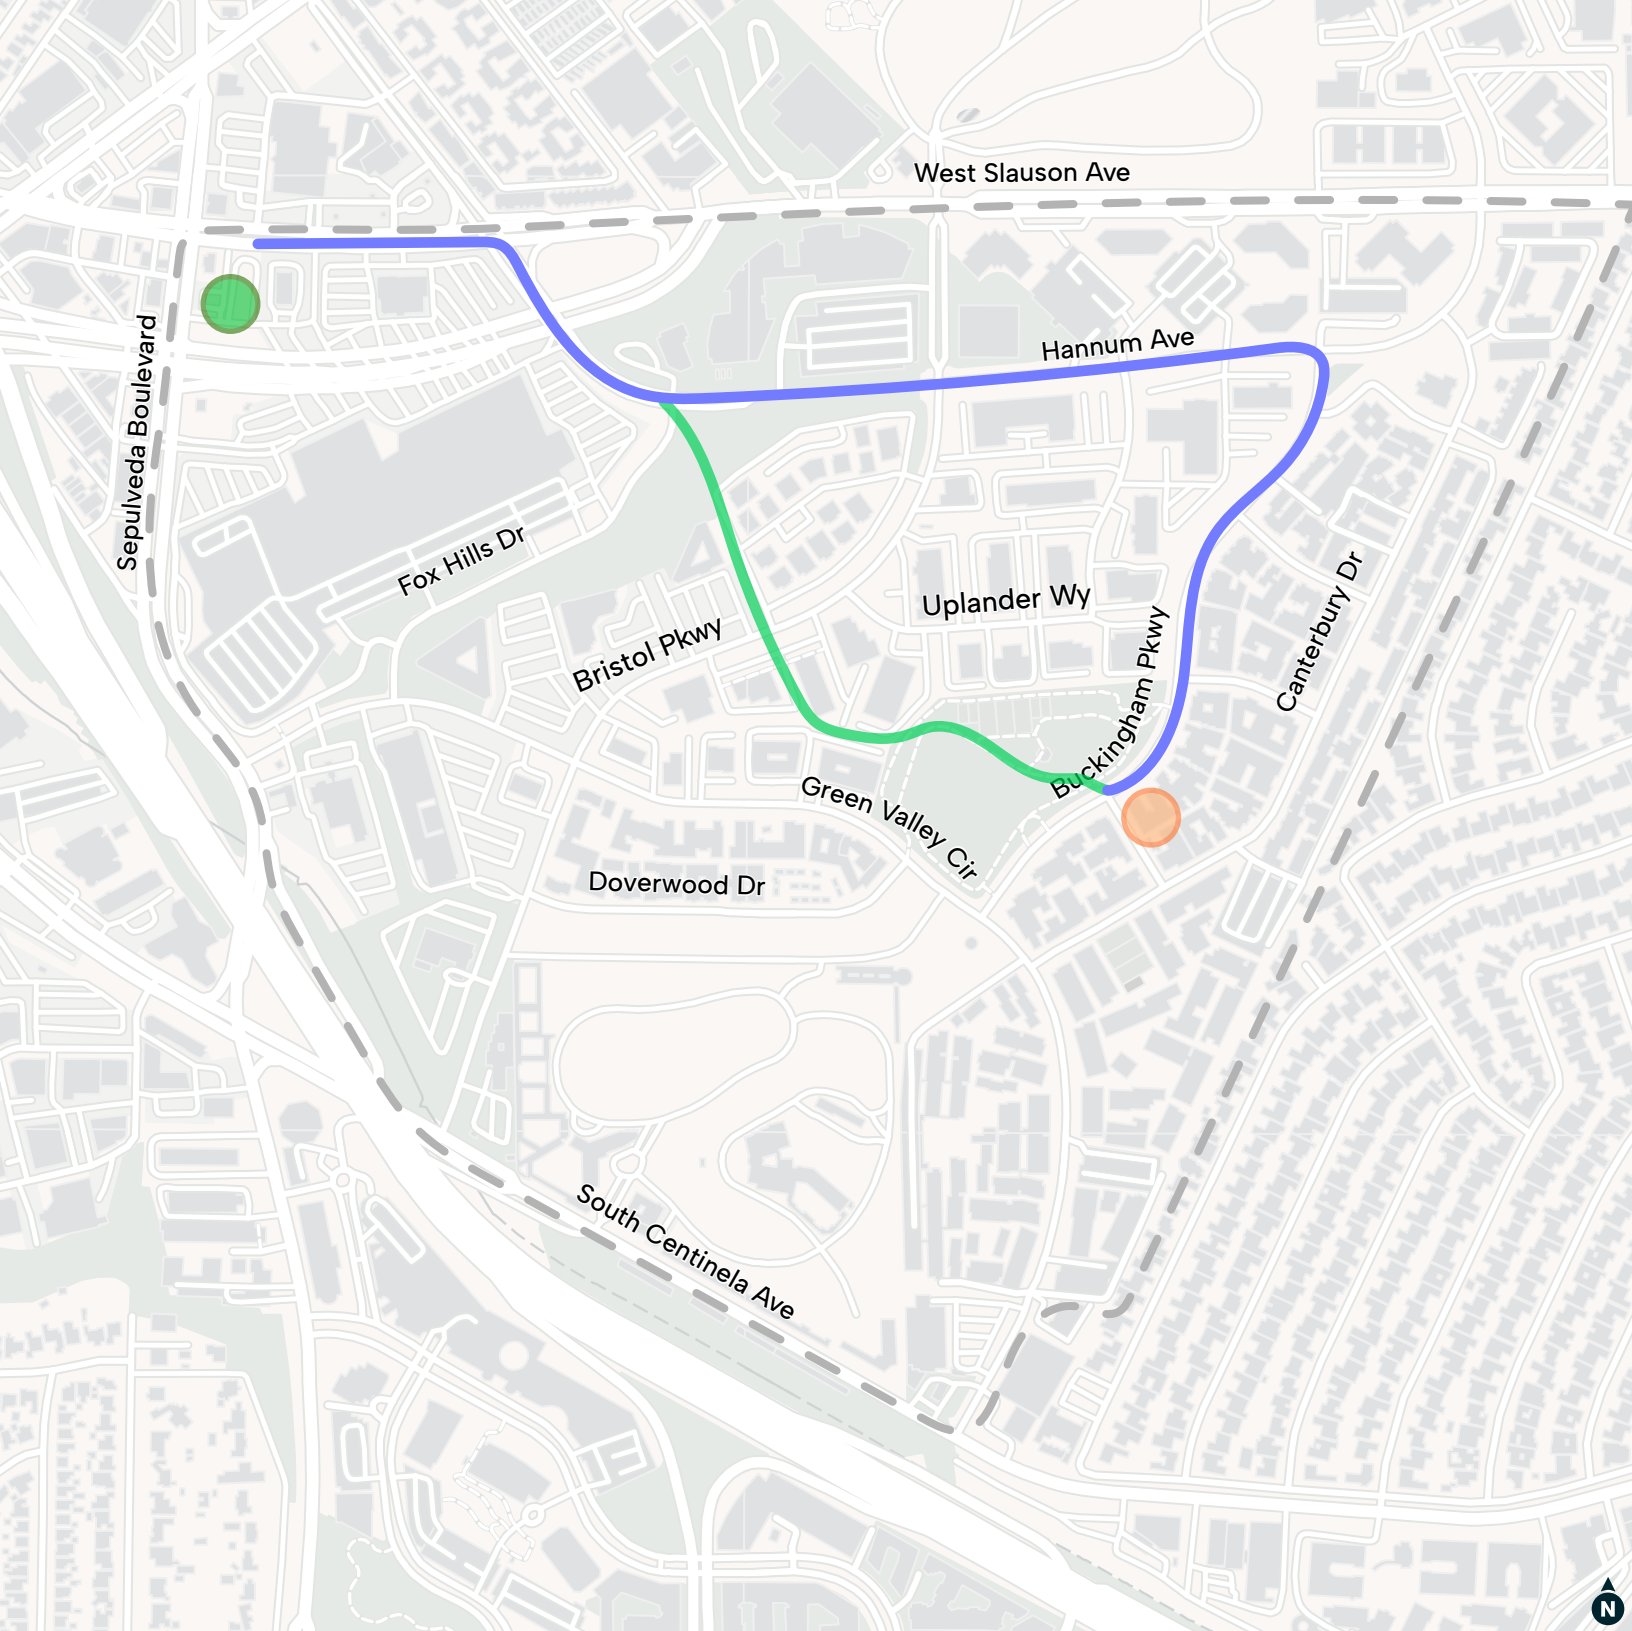 West Slauson Ave
Hannum Ave
Sepulveda Boulevard
Fox Hills Dr
Canterbury Dr
Uplander Wy
Bristol Pkwy
Buckingham Pkwy
Green Valley Cir
Doverwood Dr
South Centinela Ave
N